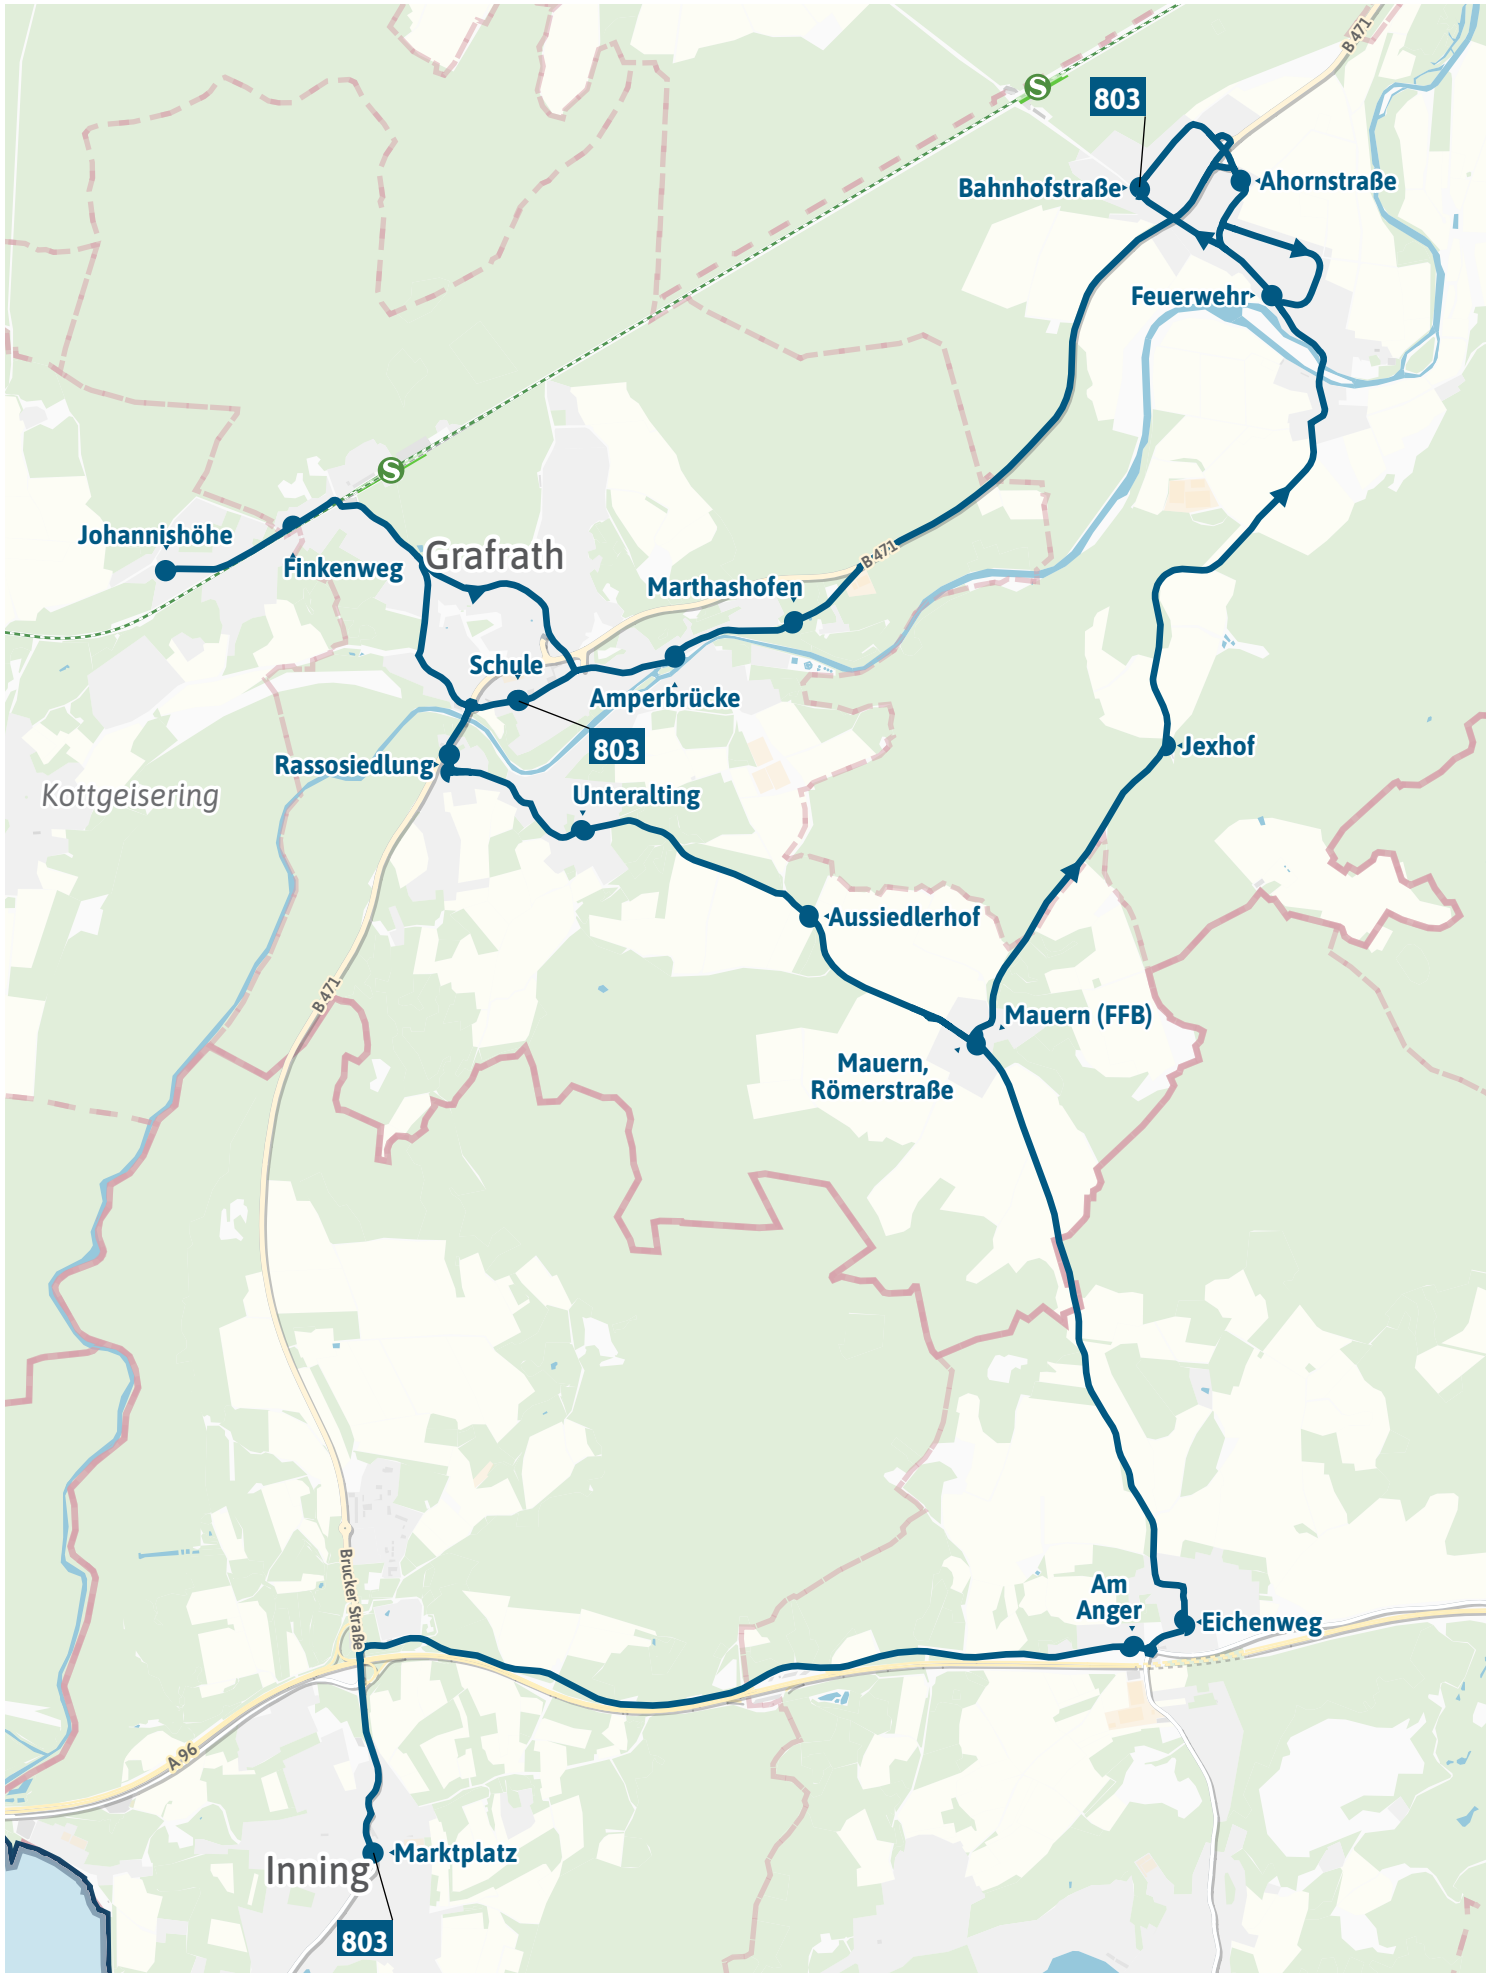 B 471
S
803
Bahnhofstraße
Ahornstraße
Feuerwehr
S
Johannishöhe
Finkenweg
Grafrath
B 471
Marthashofen
Schule
Amperbrücke
803
Rassosiedlung
Jexhof
Kottgeisering
Unteralting
Aussiedlerhof
B 471
Mauern (FFB)
Mauern,
Römerstraße
Brucker Straße
Am
Anger
Eichenweg
A 96
Marktplatz
Inning
803